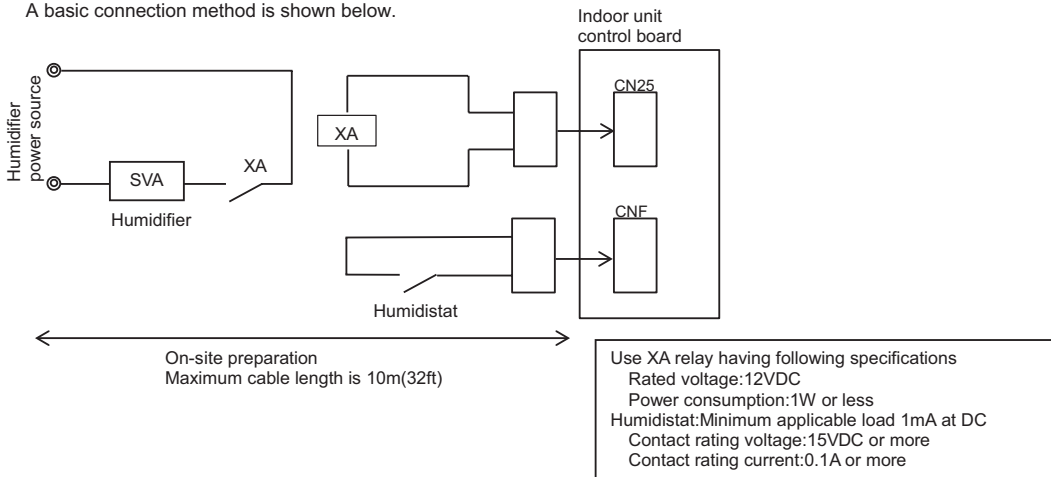 A basic connection method is shown below.
Indoor unit
control board
Humidifier
power source
SVA
XA
Humidifier
XA
CN25
CNF
Humidistat
On-site preparation
Maximum cable length is 10m(32ft)
Use XA relay having following specifications
Rated voltage:12VDC
Power consumption:1W or less
Humidistat:Minimum applicable load 1mA at DC
Contact rating voltage:15VDC or more
Contact rating current:0.1A or more